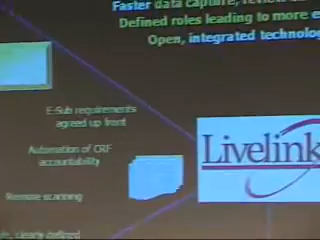 Faster data capture, review
Defined roles leading to more
Open, integrated technolo
E-Sub requirements
agreed up front
Automation of CRF
accountability
Livelink
Remote scanning
clearly defined